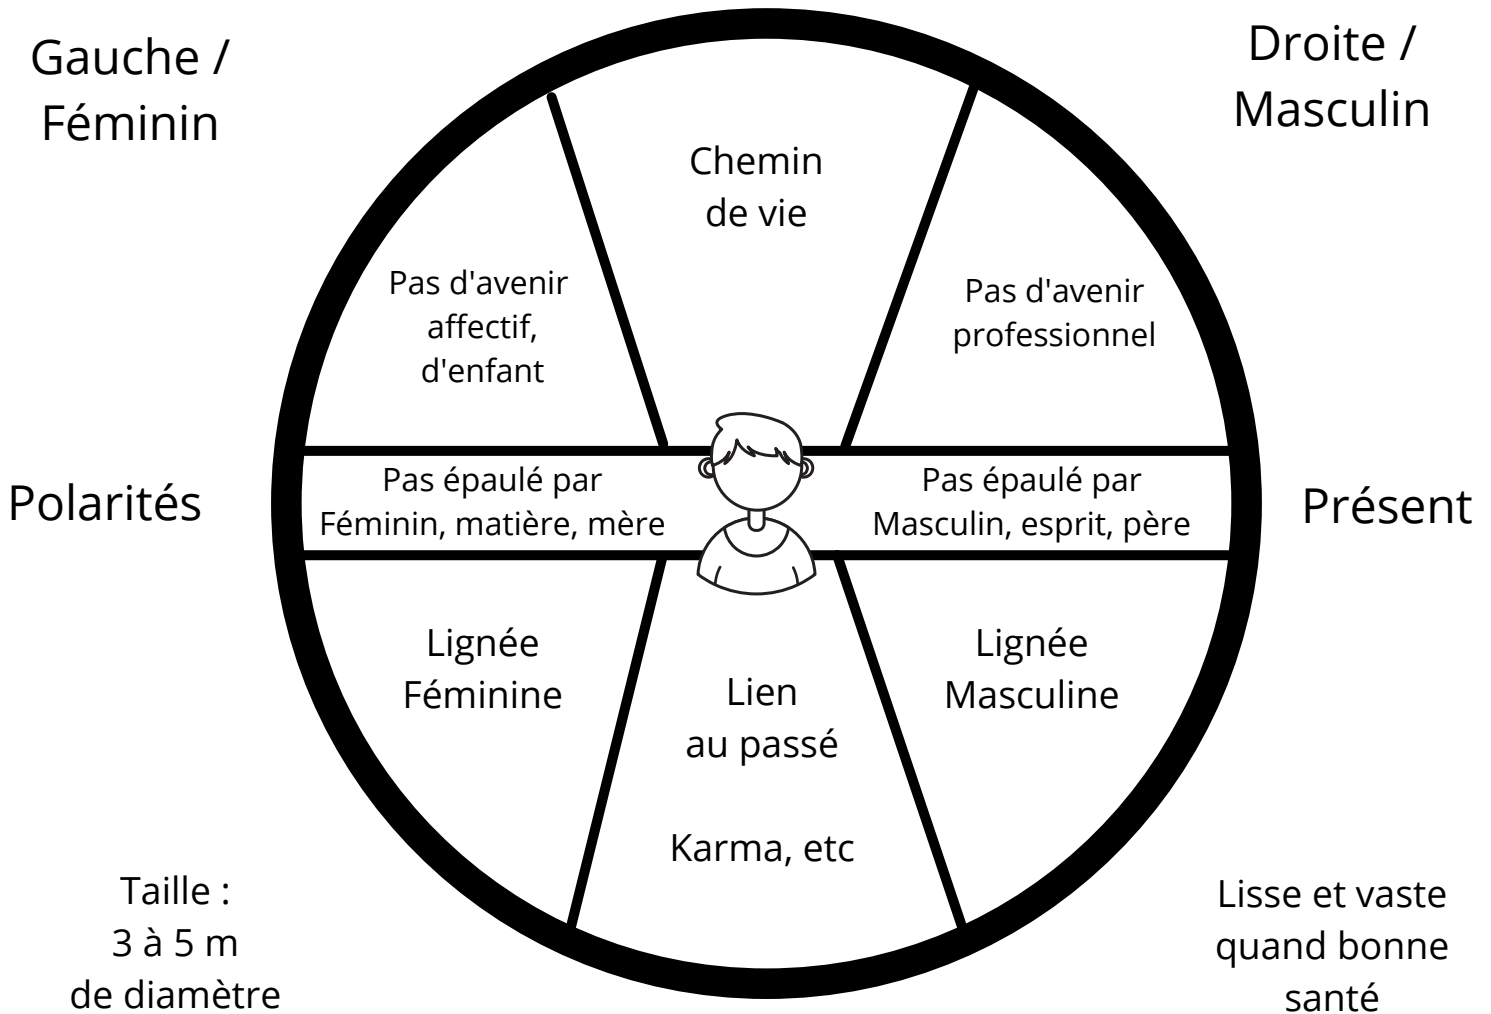 Gauche /
Féminin
Droite /
Masculin
Chemin
de vie
Pas d'avenir
affectif,
d'enfant
Pas d'avenir
professionnel
Polarités
Pas épaulé par
Féminin, matière, mère
Pas épaulé par
Masculin, esprit, père
Présent
Lignée
Féminine
Lien
au passé
Karma, etc
Lignée
Masculine
Taille :
3 à 5 m
de diamètre
Lisse et vaste
quand bonne
santé